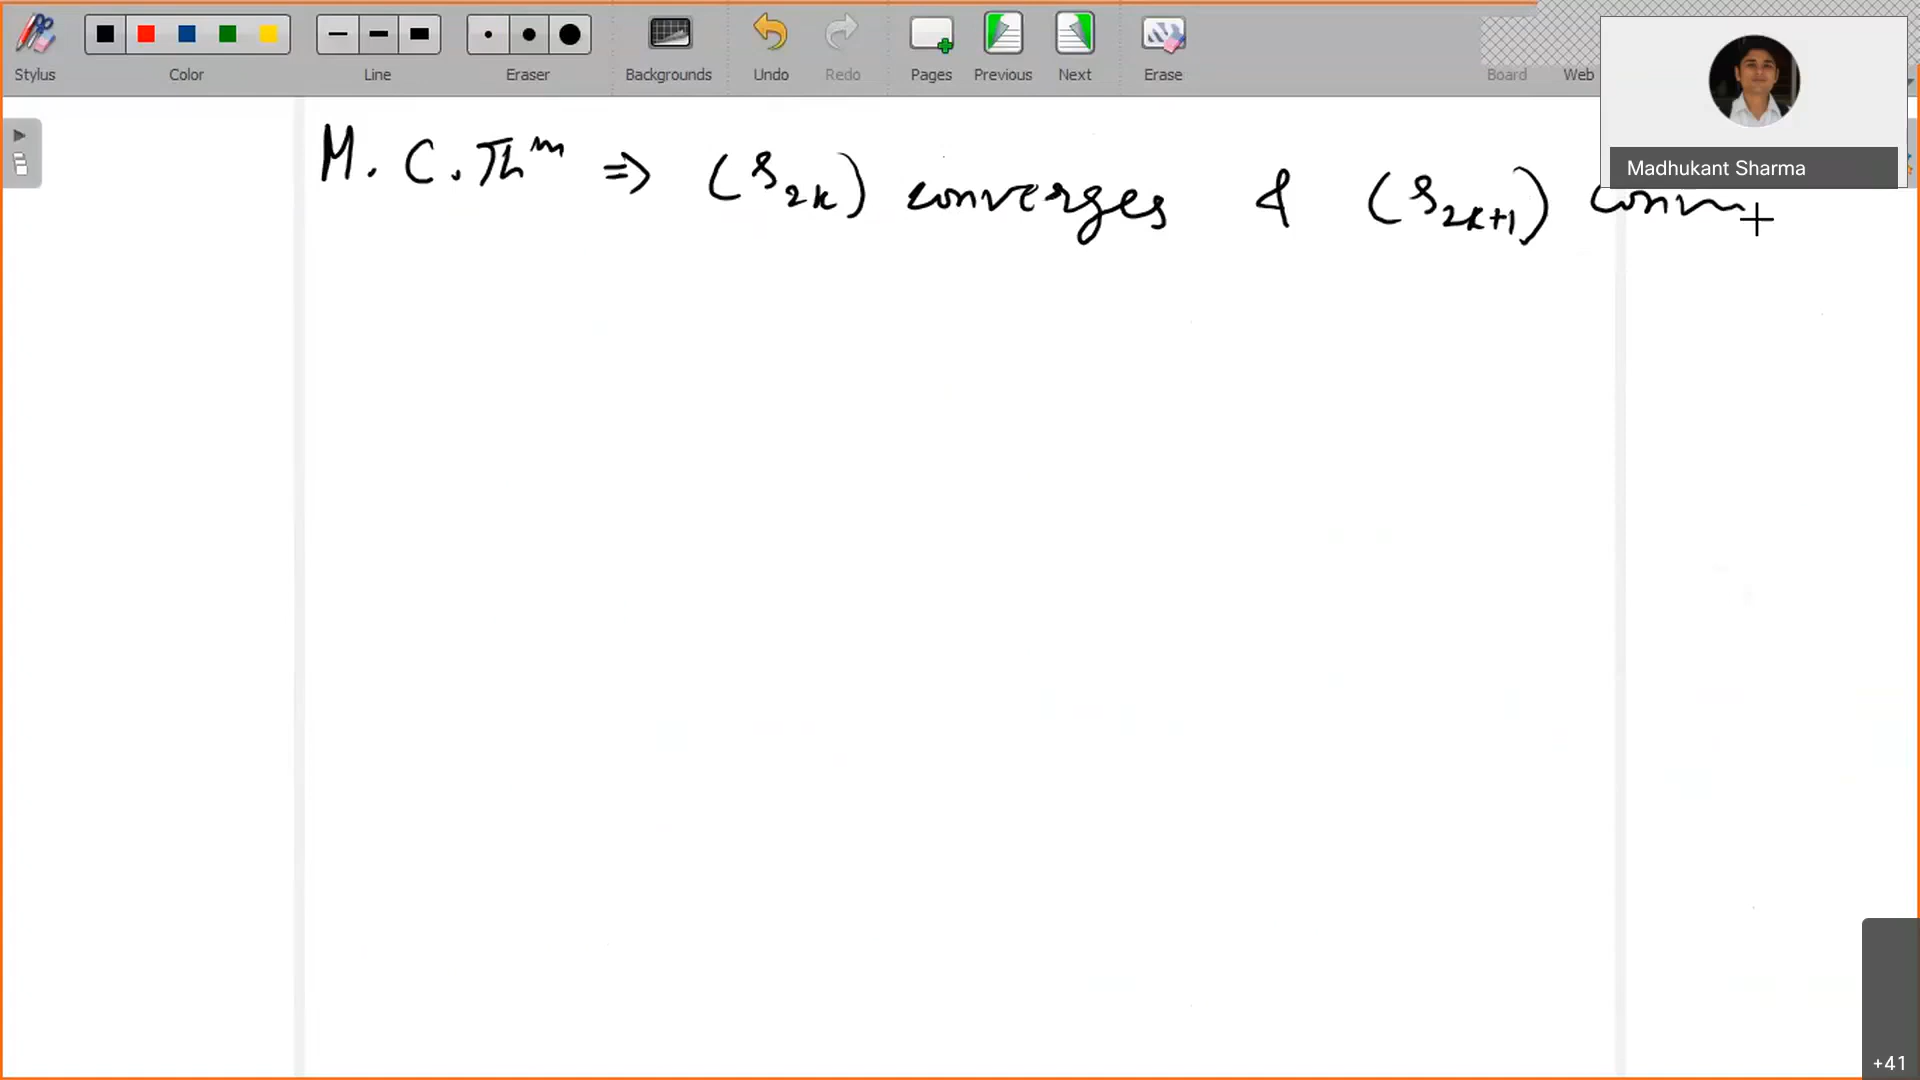 Stylus
Color
Line
Eraser
Backgrounds
Undo
Redo
Pages
Previous
Next
Erase
Board
Web
Madhukant Sharma
M. C. Thᵐ ⇒ (s₂ₖ) converges & (s₂ₖ₊₁)
+41